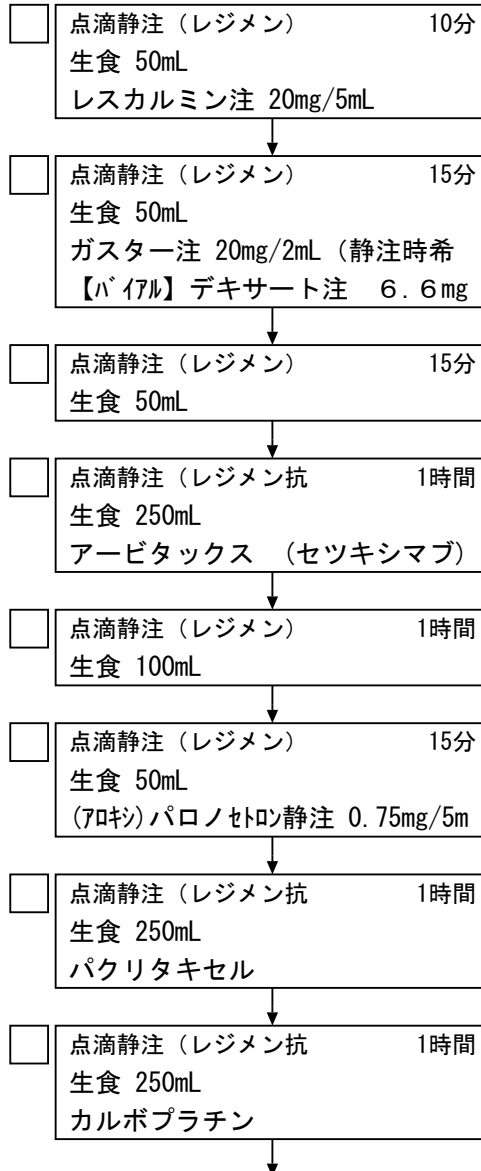 点滴静注（レジメン） 10分
生食 50mL
レスカルミン注 20mg/5mL
点滴静注（レジメン） 15分
生食 50mL
ガスター注 20mg/2mL（静注時希
【ﾊﾞｲｱﾙ】デキサート注　６.６mg
点滴静注（レジメン） 15分
生食 50mL
点滴静注（レジメン抗 1時間
生食 250mL
アービタックス　（セツキシマブ）
点滴静注（レジメン） 1時間
生食 100mL
点滴静注（レジメン） 15分
生食 50mL
(ｱﾛｷｼ)パロノｾﾄﾛﾝ静注 0.75mg/5m
点滴静注（レジメン抗 1時間
生食 250mL
パクリタキセル
点滴静注（レジメン抗 1時間
生食 250mL
カルボプラチン